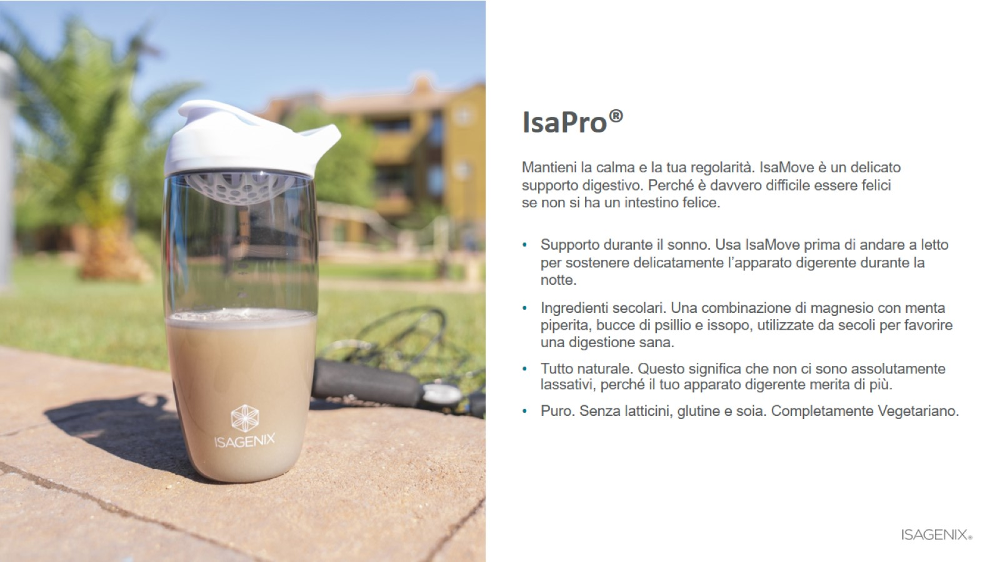 IsaPro®
Mantieni la calma e la tua regolarità. IsaMove è un delicato
supporto digestivo. Perché è davvero difficile essere felici
se non si ha un intestino felice.
• Supporto durante il sonno. Usa IsaMove prima di andare a letto
per sostenere delicatamente l’apparato digerente durante la
notte.
• Ingredienti secolari. Una combinazione di magnesio con menta
piperita, bucce di psillio e issopo, utilizzate da secoli per favorire
una digestione sana.
• Tutto naturale. Questo significa che non ci sono assolutamente
lassativi, perché il tuo apparato digerente merita di più.
• Puro. Senza latticini, glutine e soia. Completamente Vegetariano.
ISAGENIX
ISAGENIX®